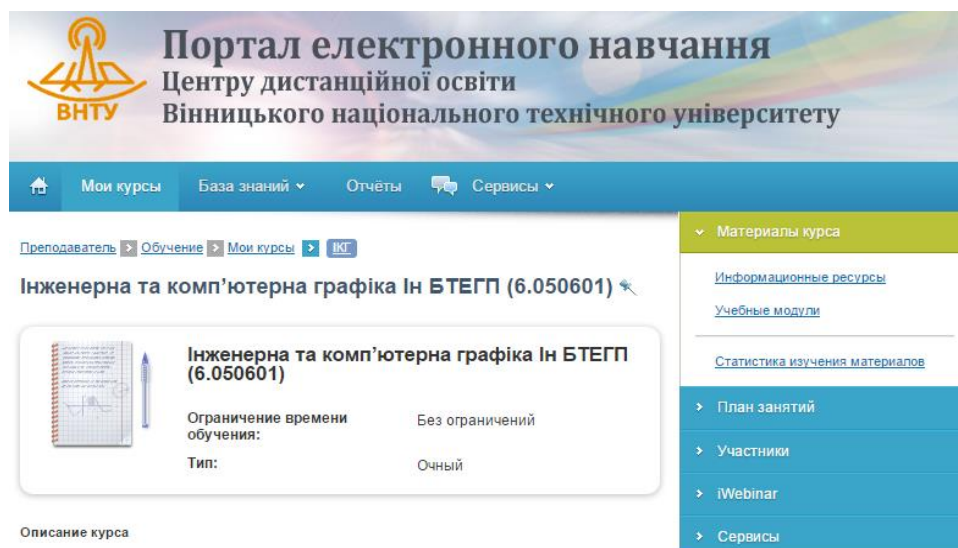 ВНТУ
Портал електронного навчання
Центру дистанційної освіти
Вінницького національного технічного університету
Мои курсы
База знаний
Отчёты
Сервисы
Преподаватель
Обучение
Мои курсы
ІКГ
Інженерна та комп'ютерна графіка Ін БТЕГП (6.050601)
Інженерна та комп'ютерна графіка Ін БТЕГП
(6.050601)
Ограничение времени
обучения:
Без ограничений
Тип:
Очный
Описание курса
Материалы курса
Информационные ресурсы
Учебные модули
Статистика изучения материалов
План занятий
Участники
iWebinar
Сервисы